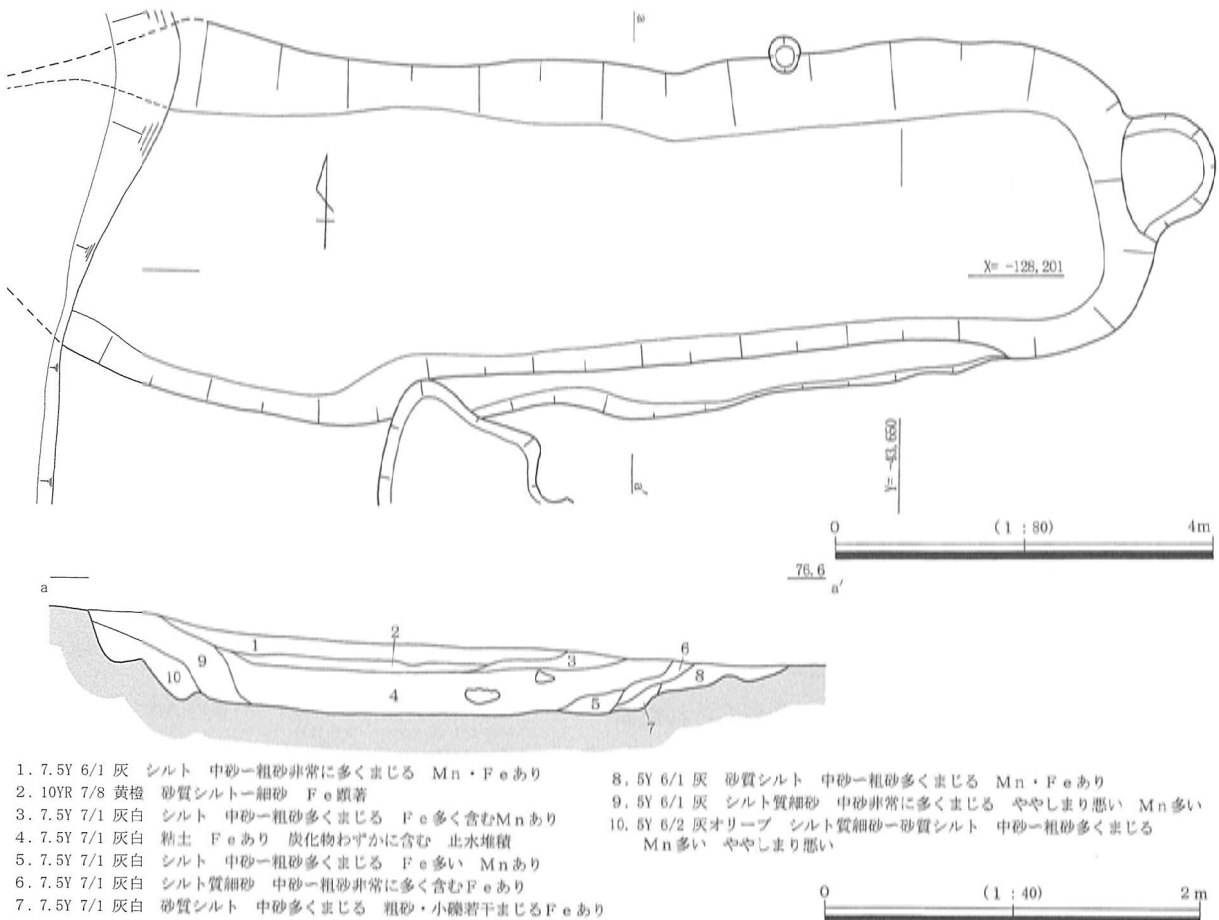 a
X= -128,201
Y= -43,650
a'
0 (1 : 80) 4m
a
76.6
a'
1
2
3
4
5
6
7
8
9
10
1. 7.5Y 6/1 灰 シルト 中砂～粗砂非常に多くまじる Mn・Feあり
2. 10YR 7/8 黄橙 砂質シルト～細砂 Fe顕著
3. 7.5Y 7/1 灰白 シルト 中砂～粗砂多くまじる Fe多く含むMnあり
4. 7.5Y 7/1 灰白 粘土 Feあり 炭化物わずかに含む 止水堆積
5. 7.5Y 7/1 灰白 シルト 中砂～粗砂多くまじる Fe多い Mnあり
6. 7.5Y 7/1 灰白 シルト質細砂 中砂～粗砂非常に多く含むFeあり
7. 7.5Y 7/1 灰白 砂質シルト 中砂多くまじる 粗砂・小礫若干まじるFeあり
8. 5Y 6/1 灰 砂質シルト 中砂～粗砂多くまじる Mn・Feあり
9. 5Y 6/1 灰 シルト質細砂 中砂非常に多くまじる ややしまり悪い Mn多い
10. 5Y 6/2 灰オリーブ シルト質細砂～砂質シルト 中砂～粗砂多くまじる
Mn多い ややしまり悪い
0 (1 : 40) 2m